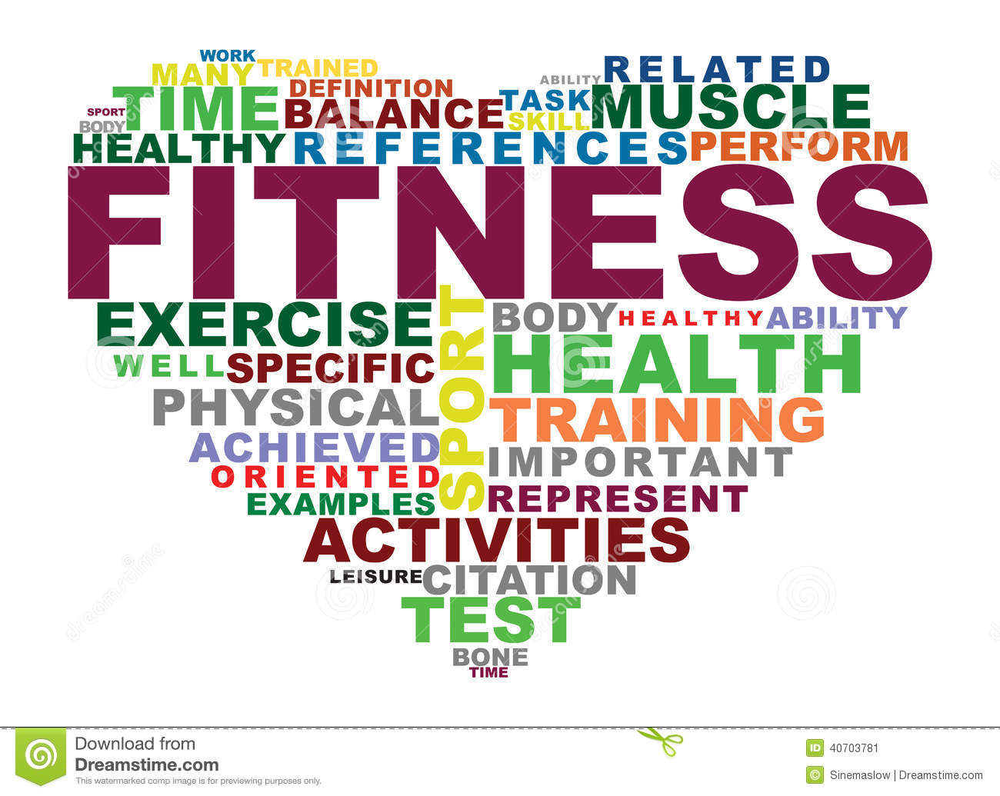 WORK
MANY TRAINED
ABILITY RELATED
TIME DEFINITION
SPORT BALANCE TASK MUSCLE
BODY SKILL
HEALTHY REFERENCES PERFORM
FITNESS
EXERCISE SPORT BODY HEALTHY ABILITY
WELL SPECIFIC HEALTH
PHYSICAL TRAINING
ACHIEVED IMPORTANT
ORIENTED REPRESENT
EXAMPLES
ACTIVITIES
LEISURE CITATION
TEST
BONE
TIME
dreamstime
Download from
Dreamstime.com
This watermarked comp image is for previewing purposes only.
ID 40703781
© Sinemaslow | Dreamstime.com